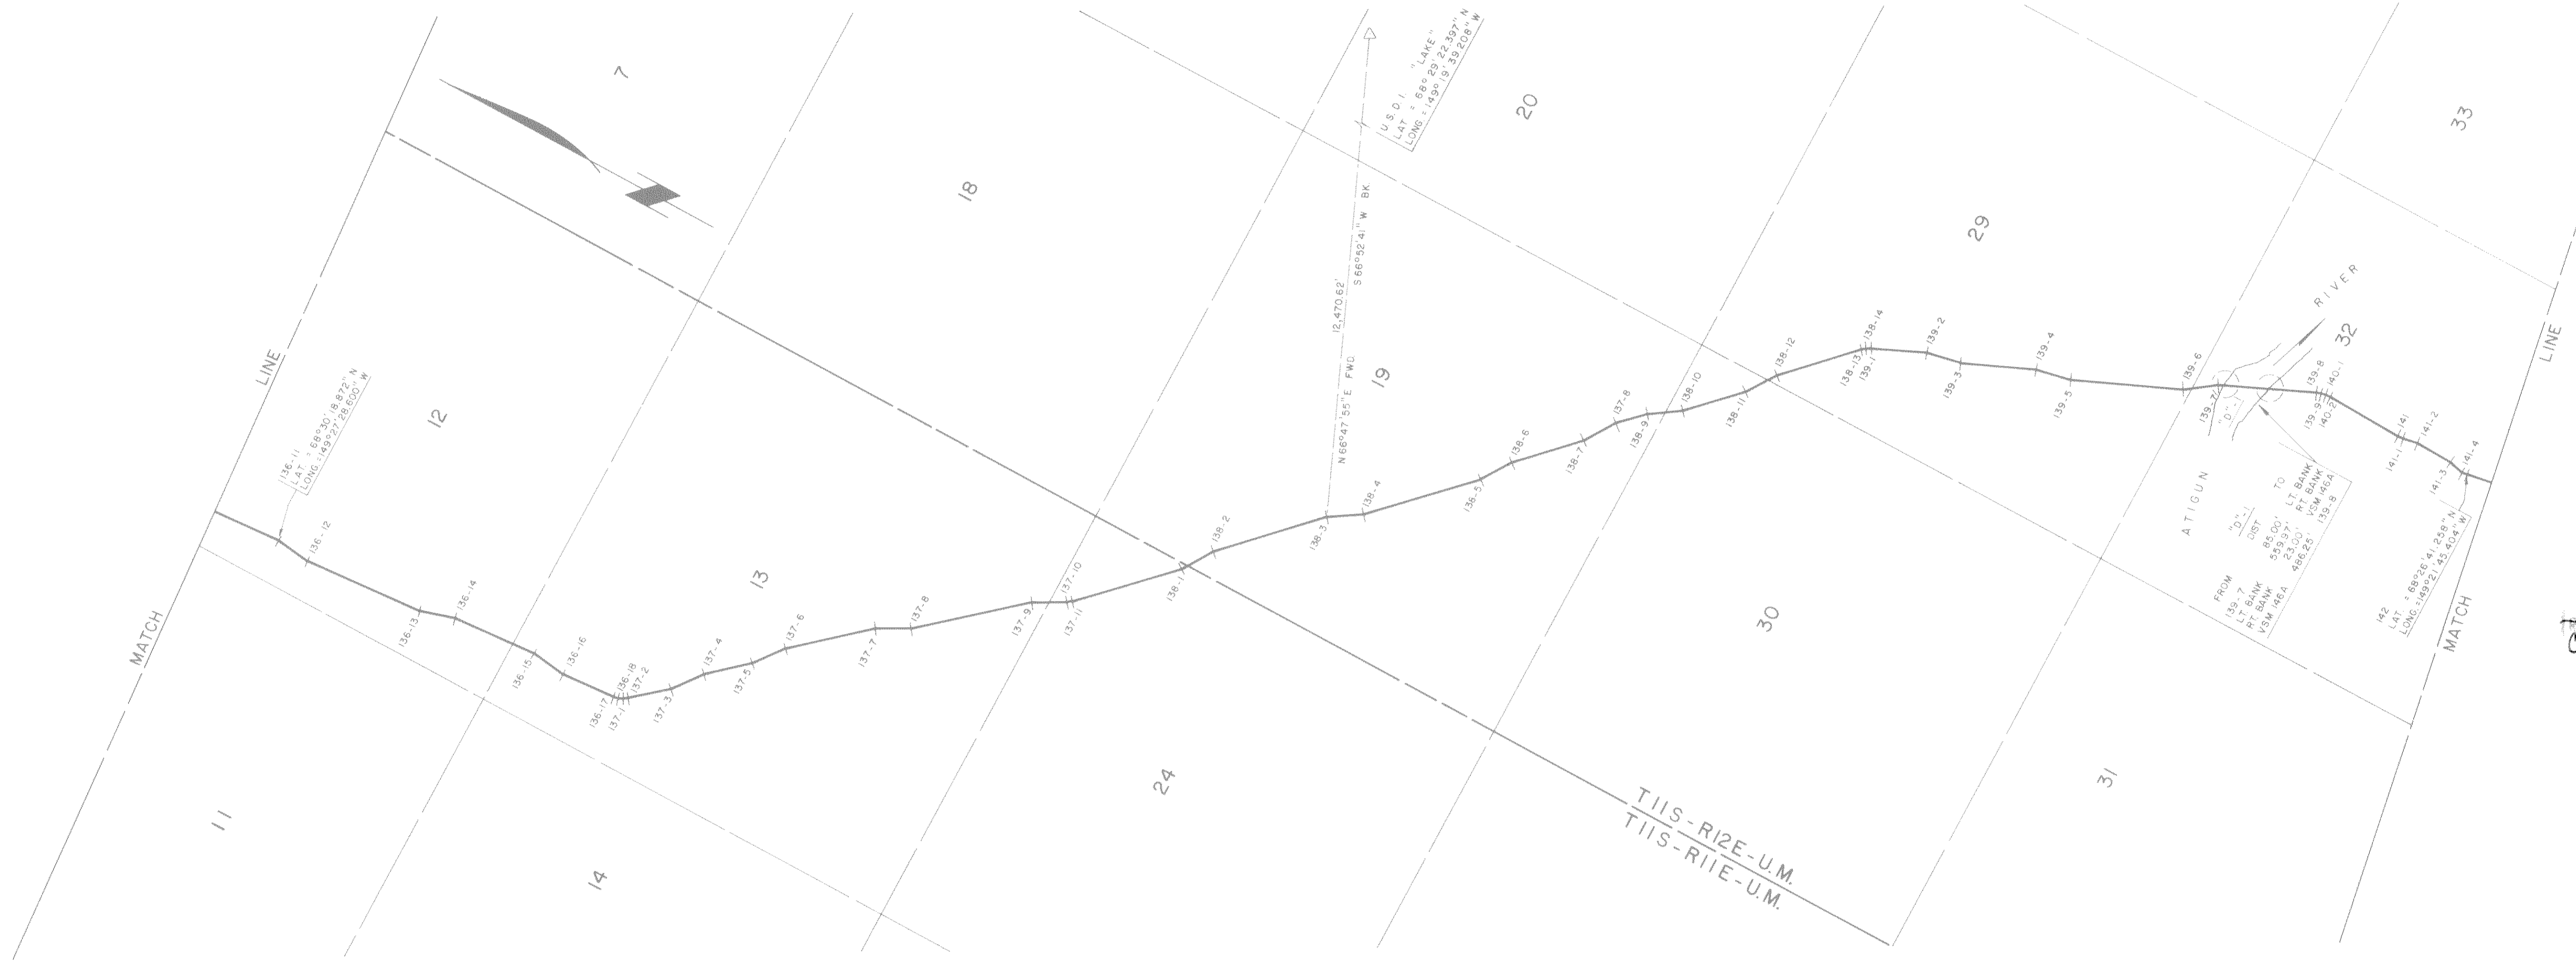 7
18
20
33
U.S.D.I. "LAKE"
LAT = 68° 29' 22.397" N
LONG = 149° 19' 39.208" W
12,470.62'
S 66°52'41" W BK.
N 66°47'55" E FWD
LINE
MATCH
136-11
LAT. = 68°30' 18.872" N
LONG = 149°27' 28.600" W
12
11
14
13
24
19
29
30
31
32
136-12
136-13
136-14
136-15
136-16
136-17
136-18
137-1
137-2
137-3
137-4
137-5
137-6
137-7
137-8
137-9
137-10
137-11
138-1
138-2
138-3
138-4
138-5
138-6
138-7
137-8
138-9
138-10
138-11
138-12
138-13
138-14
139-1
139-2
139-3
139-4
139-5
139-6
139-7
"D"-1
139-8
139-9
140-1
140-2
141
141-1
141-2
141-3
141-4
ATIGUN
RIVER
"D"-1
FROM DIST TO
139-7 85.00' LT. BANK
LT. BANK 559.97' RT. BANK
RT. BANK 23.00' VSM 146A
VSM 146A 486.25' 139-8
142
LAT. = 68°26'41.258" N
LONG. = 149°21'45.404" W
LINE
MATCH
T11S-R12E-U.M.
T11S-R11E-U.M.